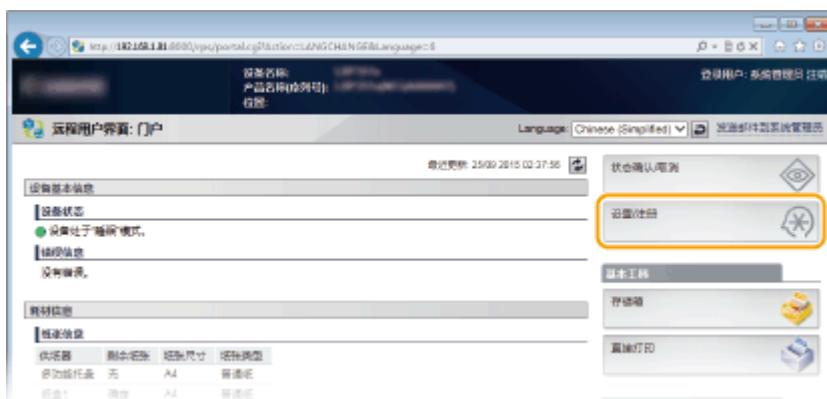 http://192.168.1.81:8000/rps/portal.cgi?Action=LANGCHANGE&Language=6
设备名称:
产品名称(序列号):
位置:
登录用户: 系统管理员 注销
远程用户界面: 门户
Language: Chinese (Simplified)
发送邮件到系统管理员
最近更新: 25/09 2015 02:37:56
状态确认/取消
设备基本信息
设备状态
设置/注册
设备处于“睡眠”模式。
错误信息
没有错误。
基本工具
耗材信息
存储箱
纸张信息
供纸器 剩余纸张 纸张尺寸 纸张类型
直接打印
多功能托盘 无 A4 普通纸
纸盒1 A4 普通纸